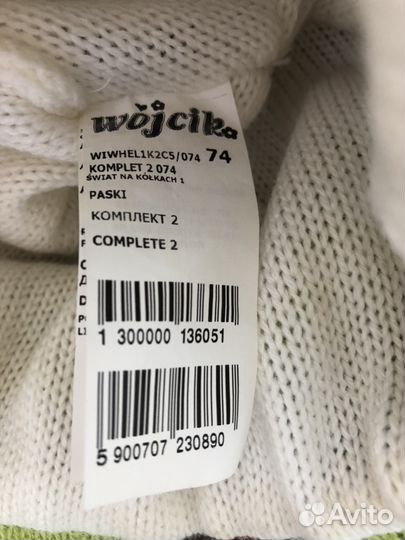 wójcik
WIWHEL1K2C5/074 74
KOMPLET 2 074
ŚWIAT NA KÓŁKACH 1
PASKI
КОМПЛЕКТ 2
COMPLETE 2
1 300000 136051
5 900707 230890
Avito